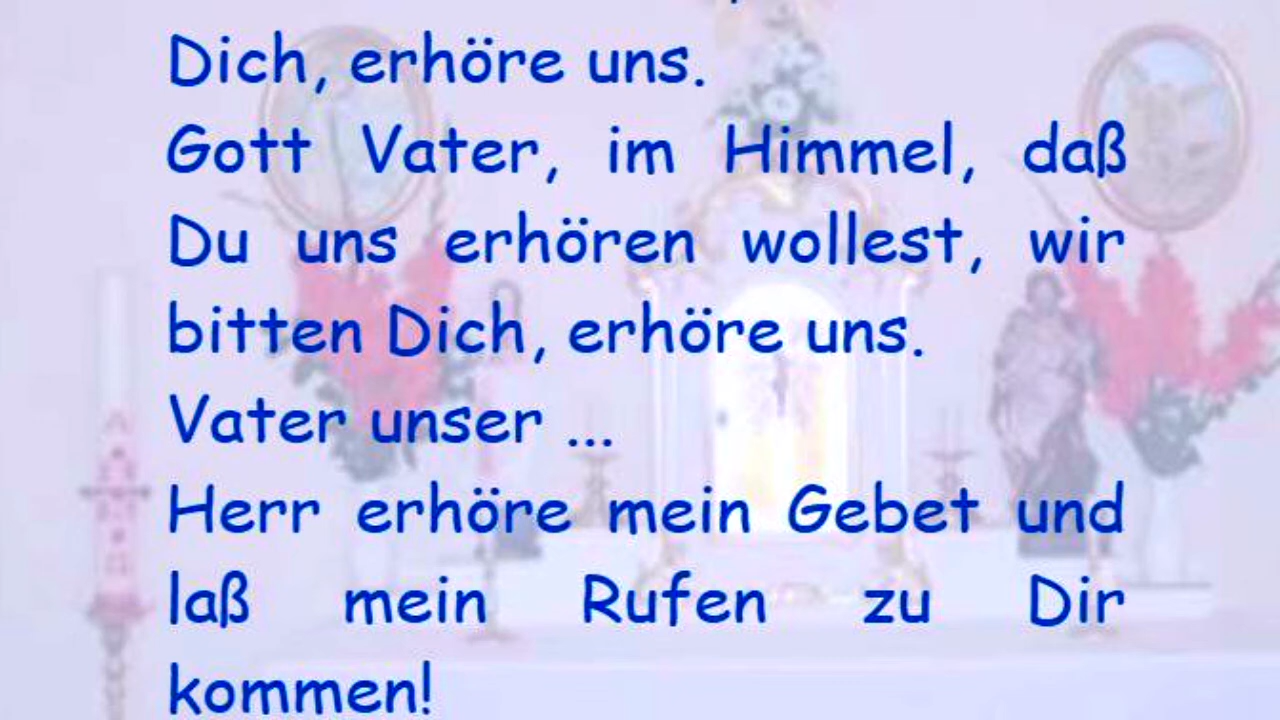 Dich, erhöre uns.
Gott Vater, im Himmel, daß
Du uns erhören wollest, wir
bitten Dich, erhöre uns.
Vater unser ...
Herr erhöre mein Gebet und
laß mein Rufen zu Dir
kommen!